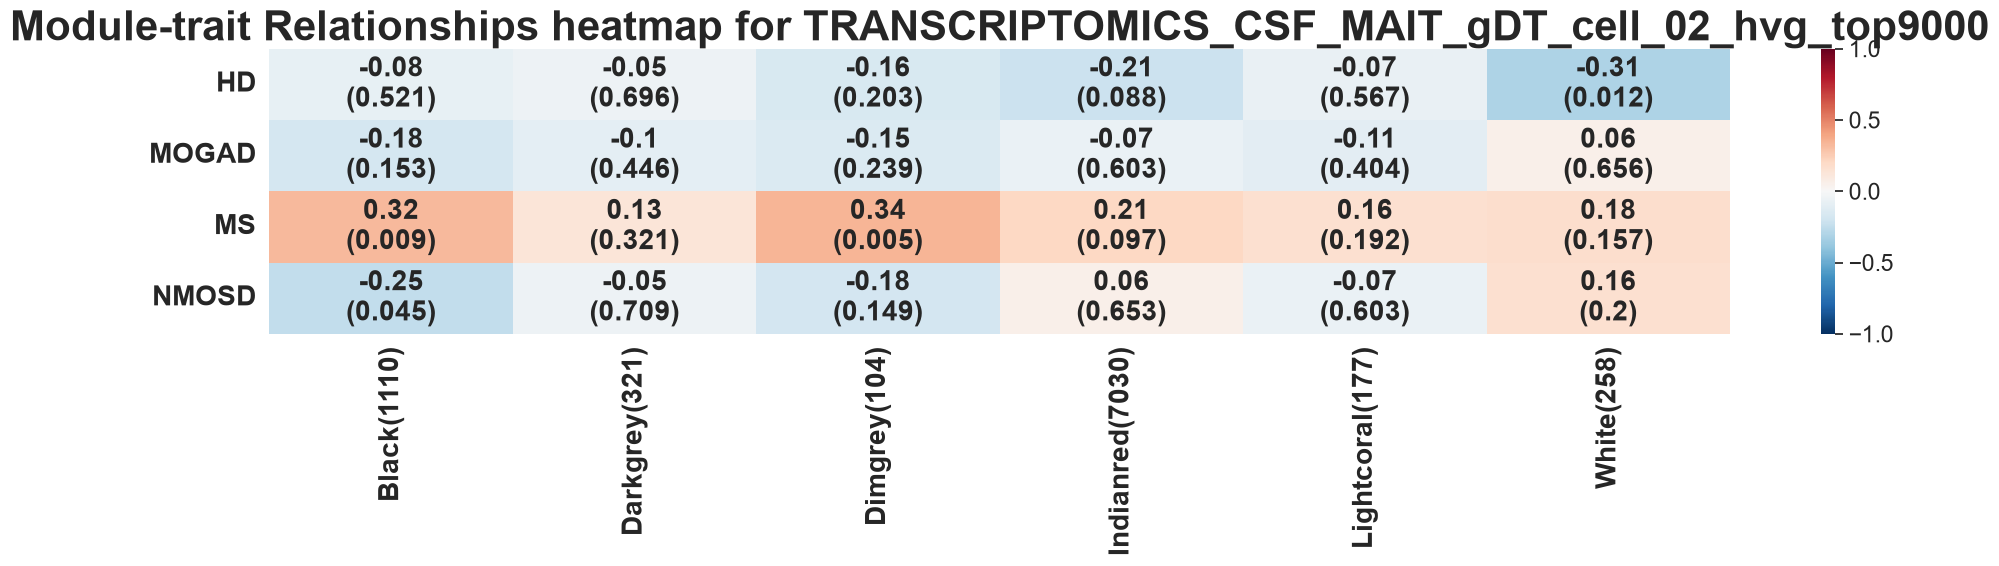 Module-trait Relationships heatmap for TRANSCRIPTOMICS_CSF_MAIT_gDT_cell_02_hvg_top9000
HD
-0.08 -0.05 -0.16 -0.21 -0.07 -0.31
(0.521) (0.696) (0.203) (0.088) (0.567) (0.012)
MOGAD
-0.18 -0.1 -0.15 -0.07 -0.11 0.06
(0.153) (0.446) (0.239) (0.603) (0.404) (0.656)
MS
0.32 0.13 0.34 0.21 0.16 0.18
(0.009) (0.321) (0.005) (0.097) (0.192) (0.157)
NMOSD
-0.25 -0.05 -0.18 0.06 -0.07 0.16
(0.045) (0.709) (0.149) (0.653) (0.603) (0.2)
Black(1110)
Darkgrey(321)
Dimgrey(104)
Indianred(7030)
Lightcoral(177)
White(258)
1.0
0.5
0.0
−0.5
−1.0